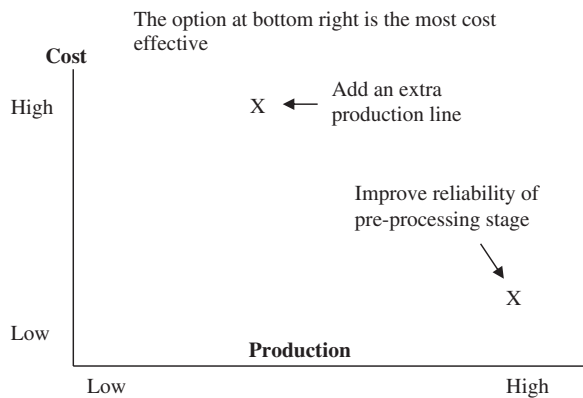 The option at bottom right is the most cost
effective
Cost
High
X
Add an extra
production line
Improve reliability of
pre-processing stage
X
Low
Production
Low
High